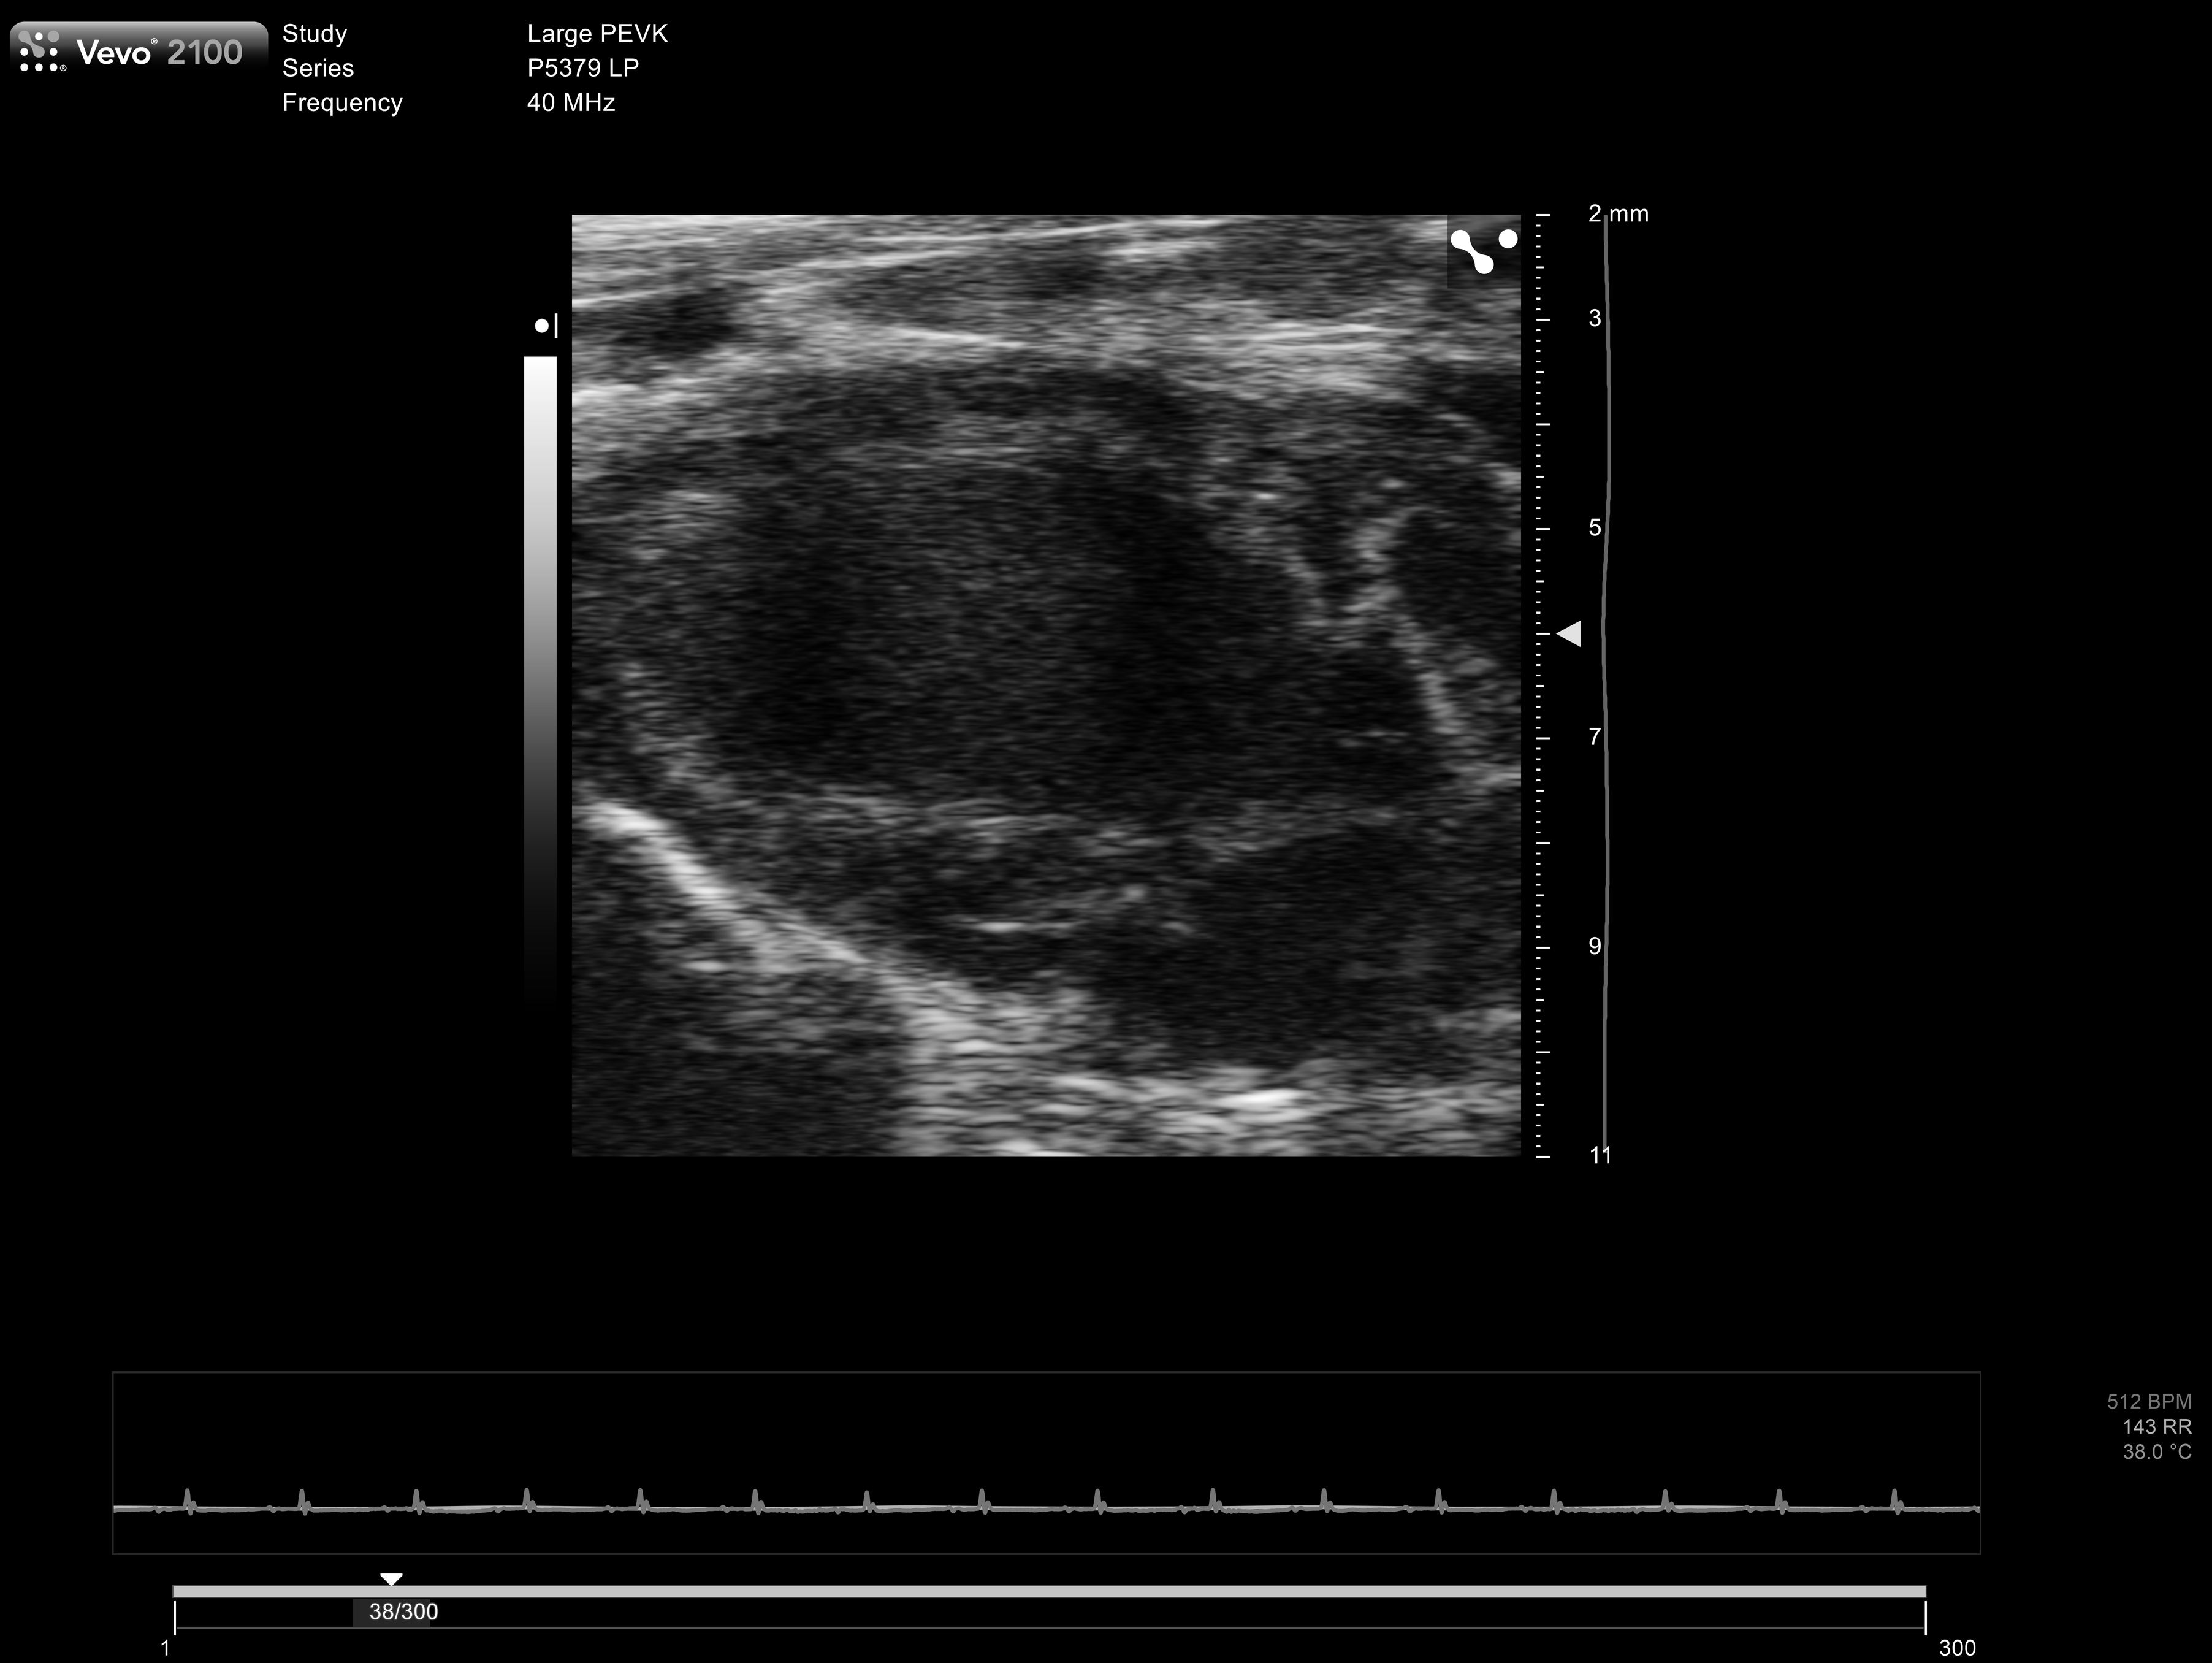 Vevo® 2100
Study Large PEVK
Series P5379 LP
Frequency 40 MHz
2 mm
3
5
7
9
11
512 BPM
143 RR
38.0 °C
38/300
1
300